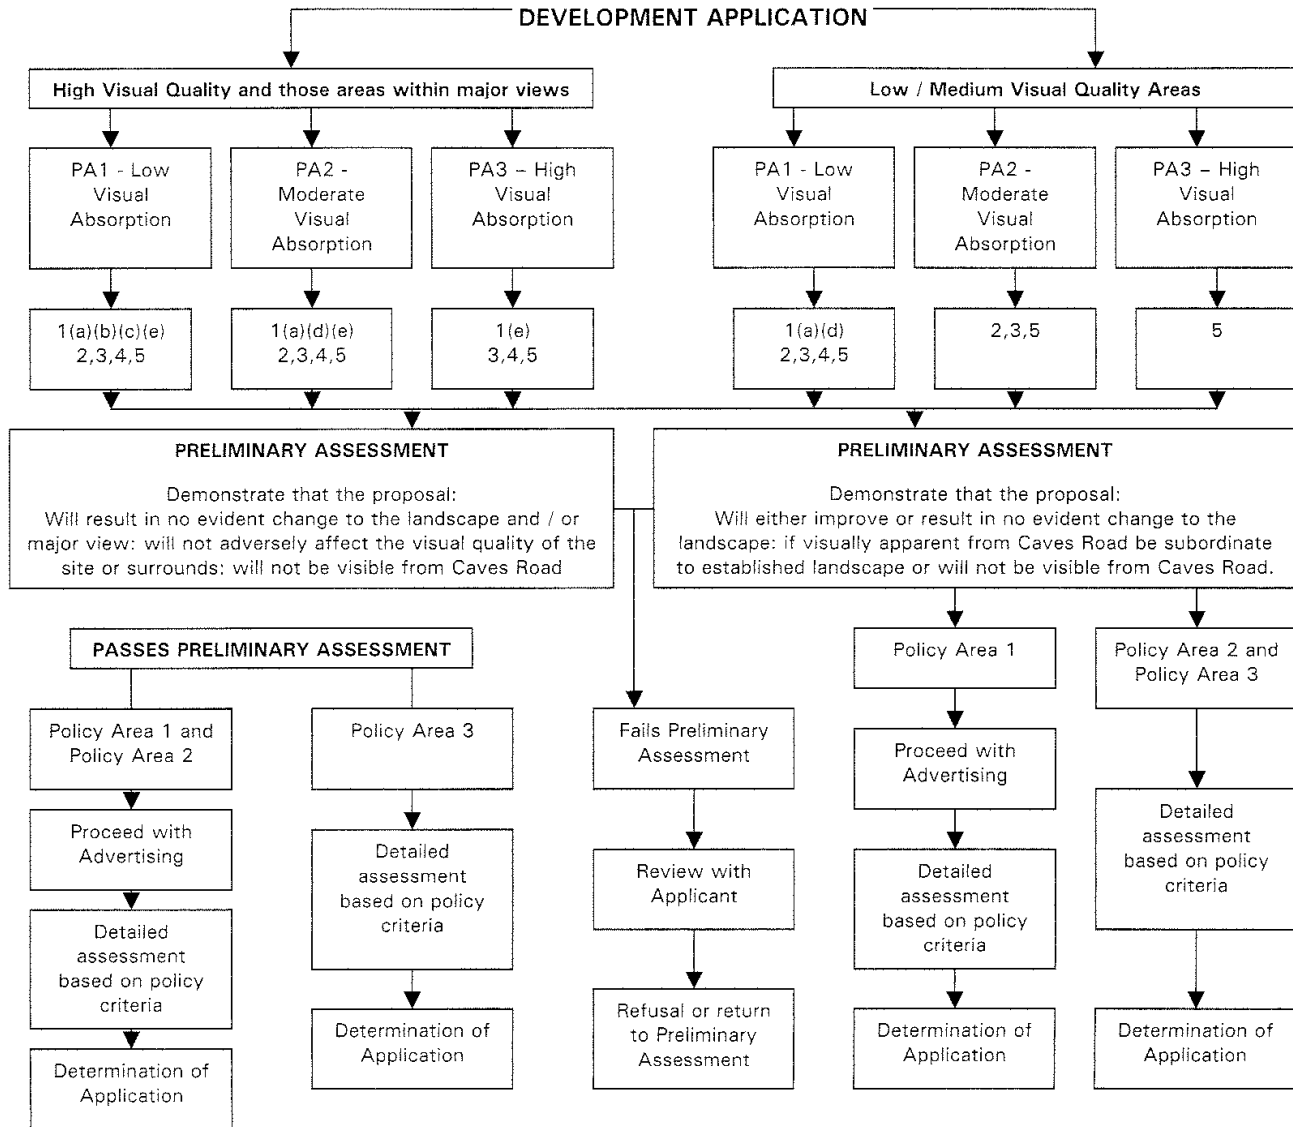 DEVELOPMENT APPLICATION
High Visual Quality and those areas within major views
Low / Medium Visual Quality Areas
PA1 - Low
Visual
Absorption
PA2 -
Moderate
Visual
Absorption
PA3 – High
Visual
Absorption
PA1 - Low
Visual
Absorption
PA2 -
Moderate
Visual
Absorption
PA3 – High
Visual
Absorption
1(a)(b)(c)(e)
2,3,4,5
1(a)(d)(e)
2,3,4,5
1(e)
3,4,5
1(a)(d)
2,3,4,5
2,3,5
5
PRELIMINARY ASSESSMENT
Demonstrate that the proposal:
Will result in no evident change to the landscape and / or
major view: will not adversely affect the visual quality of the
site or surrounds: will not be visible from Caves Road
PRELIMINARY ASSESSMENT
Demonstrate that the proposal:
Will either improve or result in no evident change to the
landscape: if visually apparent from Caves Road be subordinate
to established landscape or will not be visible from Caves Road.
PASSES PRELIMINARY ASSESSMENT
Policy Area 1 and
Policy Area 2
Proceed with
Advertising
Detailed
assessment
based on policy
criteria
Determination of
Application
Policy Area 3
Detailed
assessment
based on policy
criteria
Determination of
Application
Fails Preliminary
Assessment
Review with
Applicant
Refusal or return
to Preliminary
Assessment
Policy Area 1
Proceed with
Advertising
Detailed
assessment
based on policy
criteria
Determination of
Application
Policy Area 2 and
Policy Area 3
Detailed
assessment
based on policy
criteria
Determination of
Application